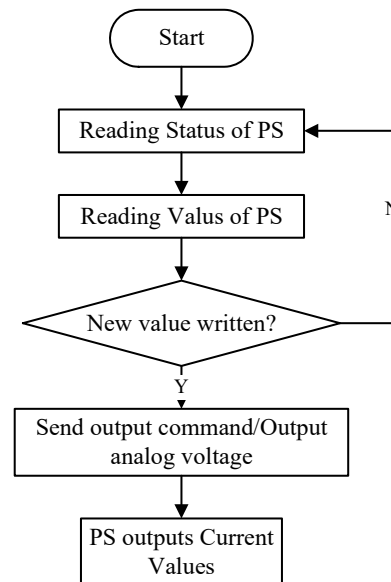 Start
Reading Status of PS
Reading Valus of PS
N
New value written?
Y
Send output command/Output
analog voltage
PS outputs Current
Values